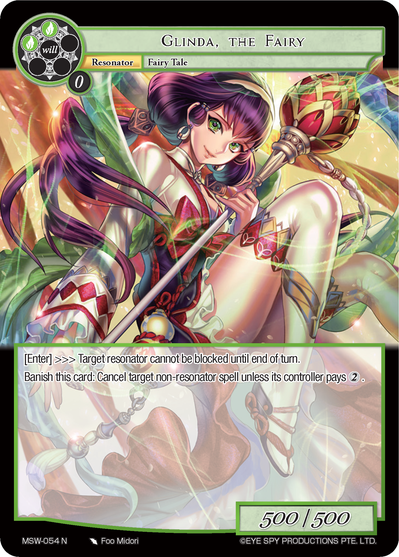 Glinda, the Fairy
will
Resonator
Fairy Tale
0
[Enter] >>> Target resonator cannot be blocked until end of turn.
Banish this card: Cancel target non-resonator spell unless its controller pays 2 .
500/500
MSW-054 N
Foo Midori
©EYE SPY PRODUCTIONS PTE. LTD.